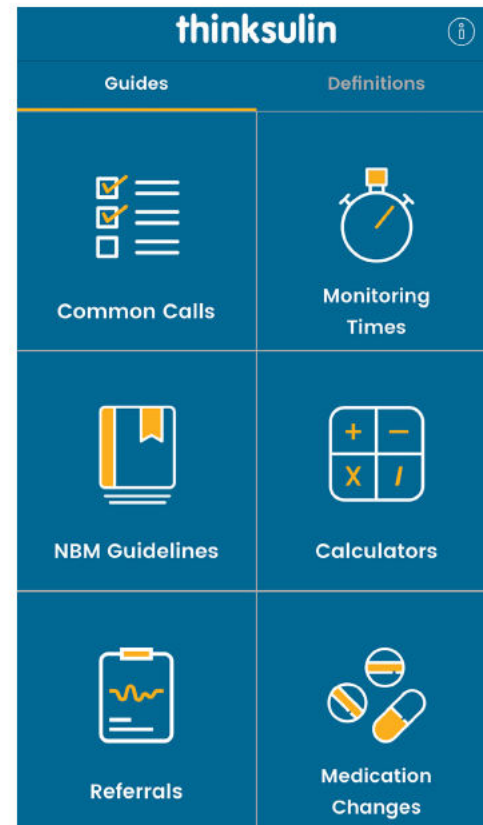 thinksulin
Guides
Definitions
Common Calls
Monitoring
Times
NBM Guidelines
+ −
X /
Calculators
Referrals
Medication
Changes